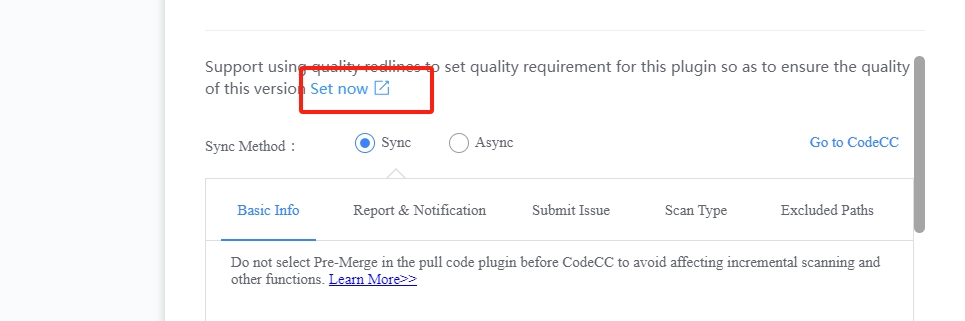 Support using quality redlines to set quality requirement for this plugin so as to ensure the quality
of this version Set now
Sync Method：
Sync
Async
Go to CodeCC
Basic Info
Report & Notification
Submit Issue
Scan Type
Excluded Paths
Do not select Pre-Merge in the pull code plugin before CodeCC to avoid affecting incremental scanning and
other functions. Learn More>>